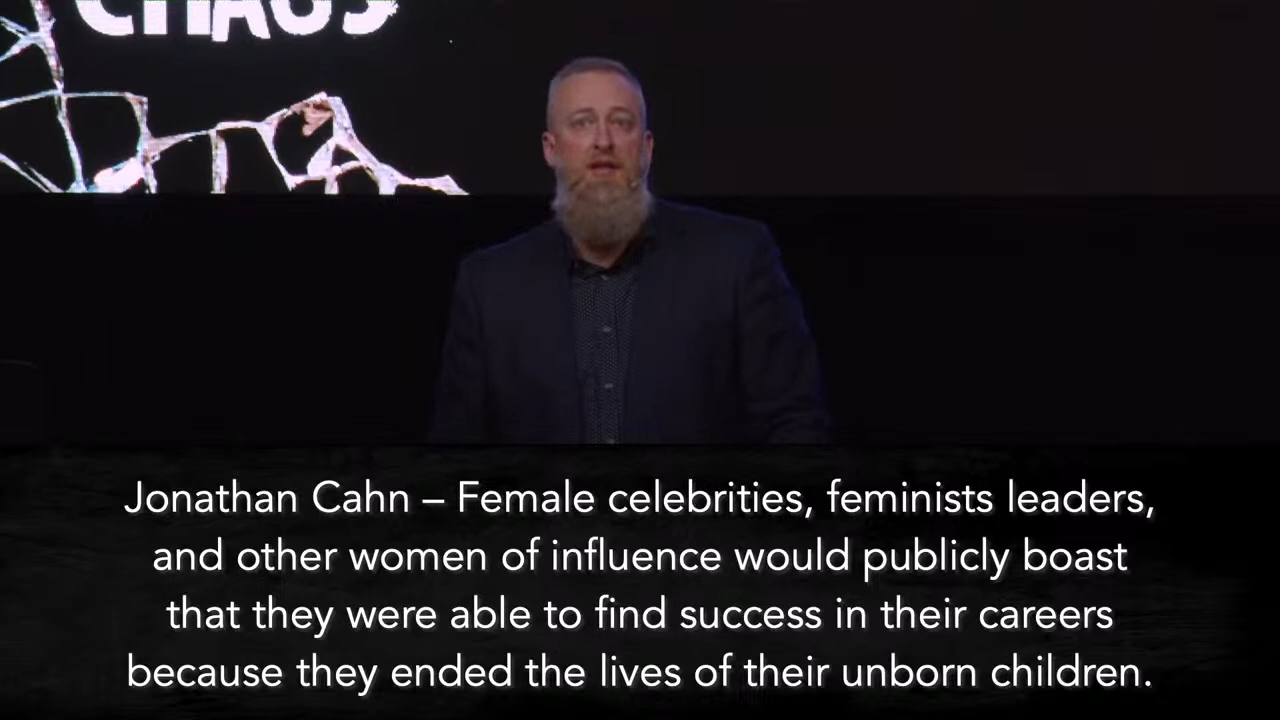 CHAOS
Jonathan Cahn – Female celebrities, feminists leaders,
and other women of influence would publicly boast
that they were able to find success in their careers
because they ended the lives of their unborn children.